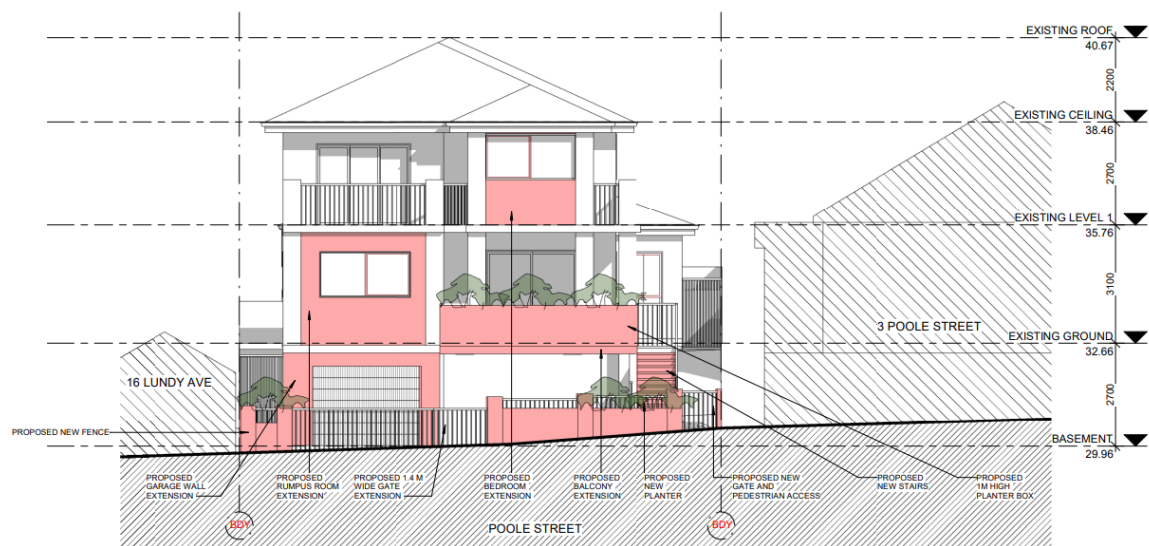 EXISTING ROOF
40.67
2200
EXISTING CEILING
38.46
2700
EXISTING LEVEL 1
35.76
3100
3 POOLE STREET
EXISTING GROUND
32.66
2700
16 LUNDY AVE
PROPOSED NEW FENCE
BASEMENT
29.96
PROPOSED
GARAGE WALL
EXTENSION
PROPOSED
RUMPUS ROOM
EXTENSION
PROPOSED 1.4 M
WIDE GATE
EXTENSION
PROPOSED
BEDROOM
EXTENSION
PROPOSED
BALCONY
EXTENSION
PROPOSED
NEW
PLANTER
PROPOSED NEW
GATE AND
PEDESTRIAN ACCESS
PROPOSED
NEW STAIRS
PROPOSED
1M HIGH
PLANTER BOX
BDY
POOLE STREET
BDY